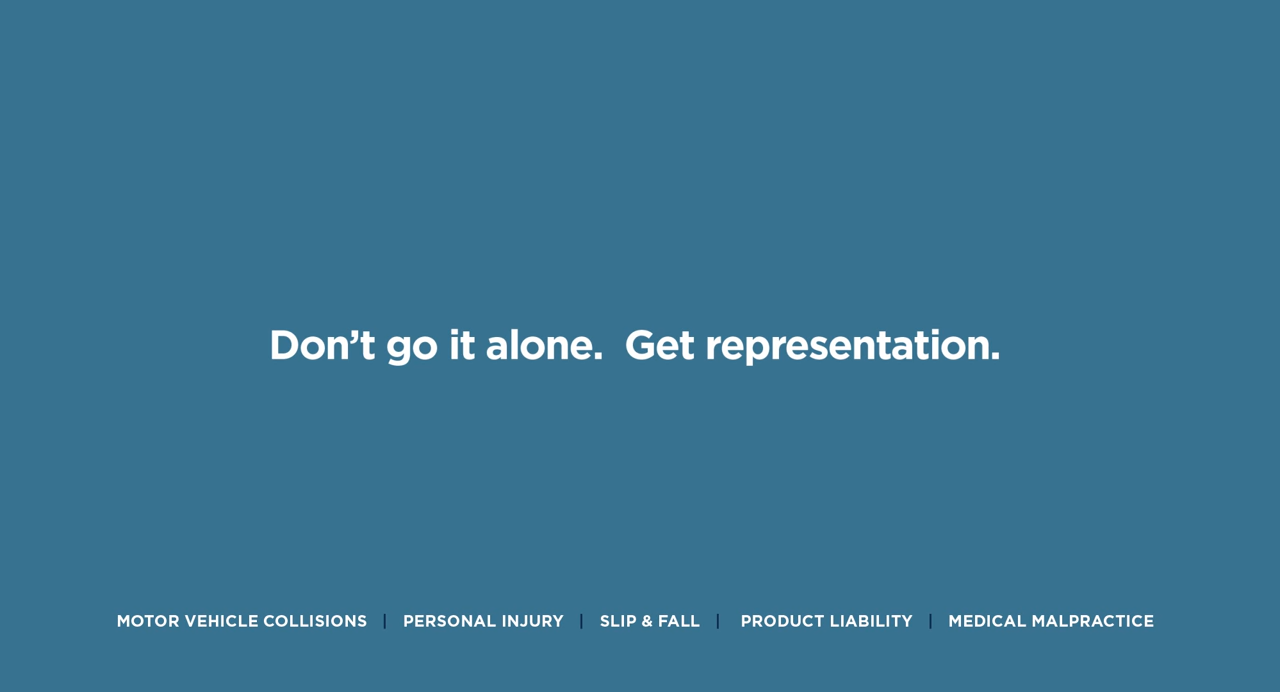 Don’t go it alone.  Get representation.
MOTOR VEHICLE COLLISIONS | PERSONAL INJURY | SLIP & FALL | PRODUCT LIABILITY | MEDICAL MALPRACTICE